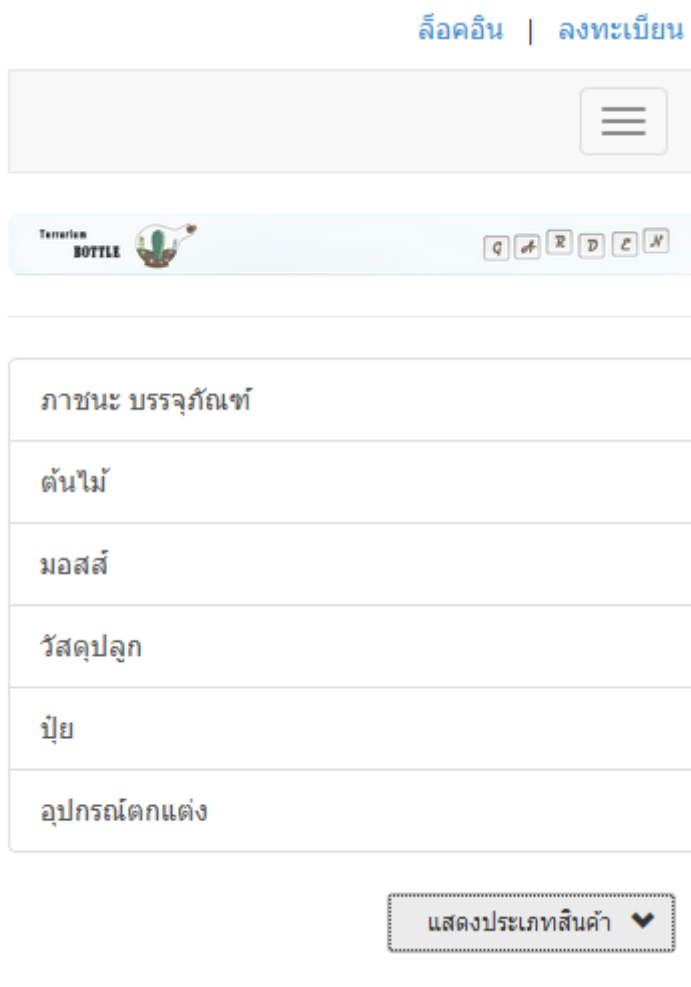 ล็อคอิน | ลงทะเบียน
Terrarium
BOTTLE
GARDEN
ภาชนะ บรรจุภัณฑ์
ต้นไม้
มอสส์
วัสดุปลูก
ปุ๋ย
อุปกรณ์ตกแต่ง
แสดงประเภทสินค้า